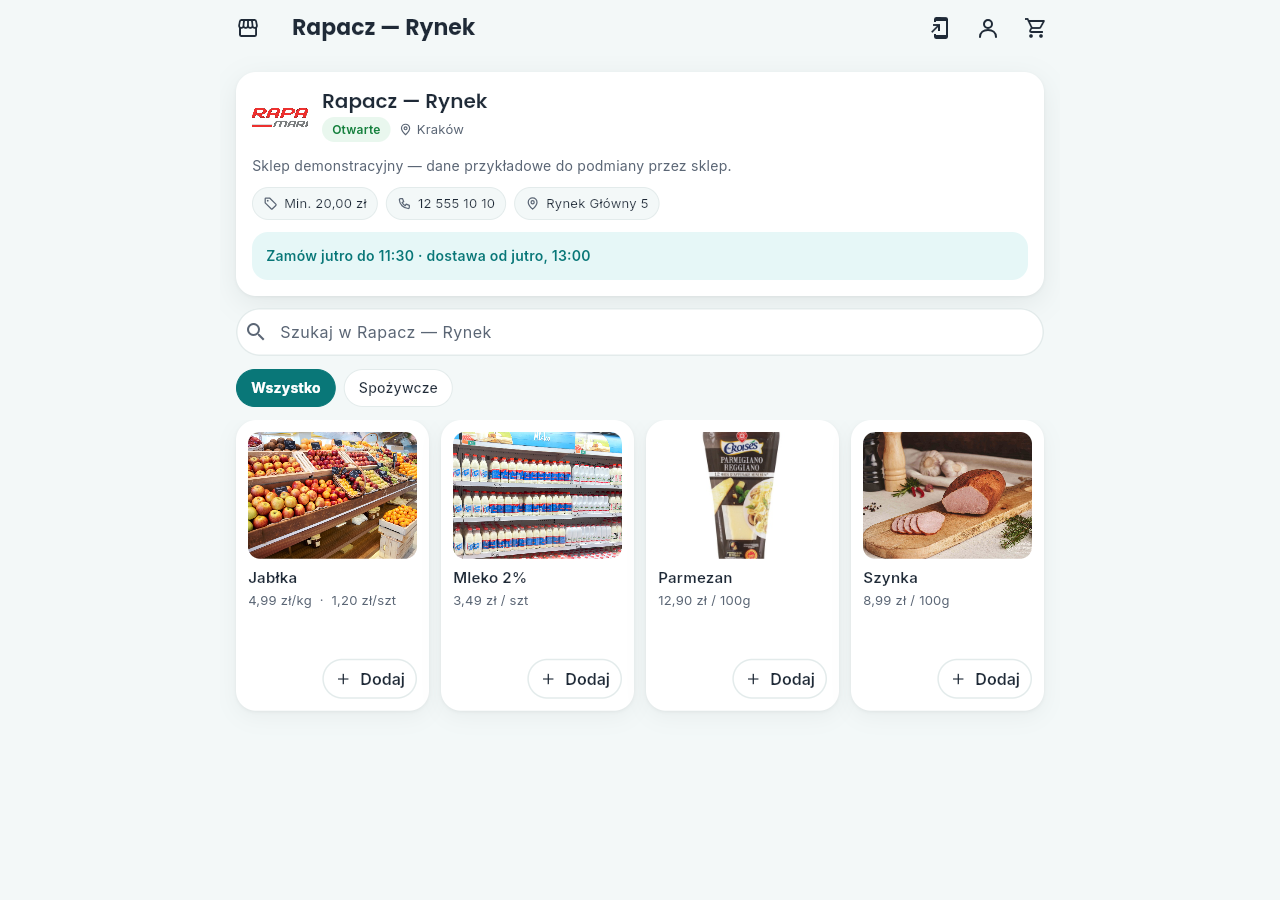 Rapacz — Rynek
RAPA
MARK
Rapacz — Rynek
Otwarte
Kraków
Sklep demonstracyjny — dane przykładowe do podmiany przez sklep.
Min. 20,00 zł
12 555 10 10
Rynek Główny 5
Zamów jutro do 11:30 · dostawa od jutro, 13:00
Szukaj w Rapacz — Rynek
Wszystko
Spożywcze
Mleko
Croisés
PARMIGIANO
REGGIANO
Jabłka
4,99 zł/kg · 1,20 zł/szt
Dodaj
Mleko 2%
3,49 zł / szt
Dodaj
Parmezan
12,90 zł / 100g
Dodaj
Szynka
8,99 zł / 100g
Dodaj